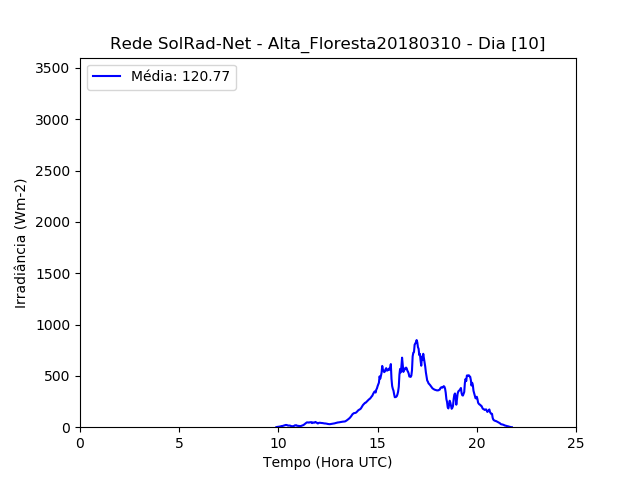 Rede SolRad-Net - Alta_Floresta20180310 - Dia [10]
Média: 120.77
3500
3000
2500
2000
1500
1000
500
0
Irradiância (Wm-2)
0 5 10 15 20 25
Tempo (Hora UTC)